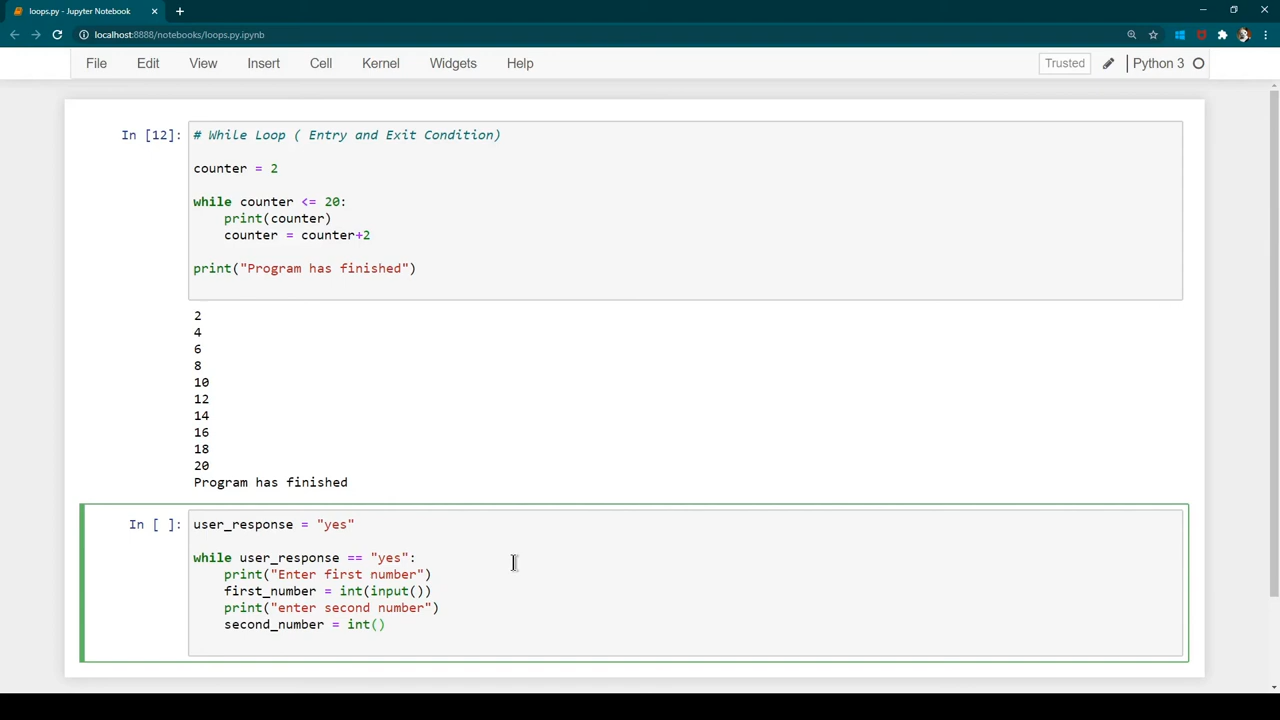 loops.py - Jupyter Notebook
localhost:8888/notebooks/loops.py.ipynb
File Edit View Insert Cell Kernel Widgets Help Trusted Python 3
In [12]:
# While Loop ( Entry and Exit Condition)
counter = 2
while counter <= 20:
    print(counter)
    counter = counter+2
print("Program has finished")
2
4
6
8
10
12
14
16
18
20
Program has finished
In [ ]:
user_response = "yes"
while user_response == "yes":
    print("Enter first number")
    first_number = int(input())
    print("enter second number")
    second_number = int()